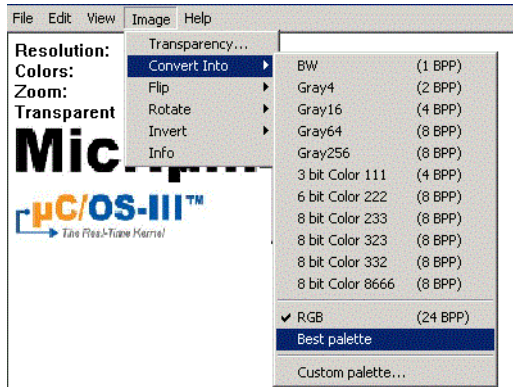 File Edit View Image Help
Resolution:
Colors:
Zoom:
Transparent
Transparency...
Convert Into
Flip
Rotate
Invert
Info
BW (1 BPP)
Gray4 (2 BPP)
Gray16 (4 BPP)
Gray64 (8 BPP)
Gray256 (8 BPP)
3 bit Color 111 (4 BPP)
6 bit Color 222 (8 BPP)
8 bit Color 233 (8 BPP)
8 bit Color 323 (8 BPP)
8 bit Color 332 (8 BPP)
8 bit Color 8666 (8 BPP)
RGB (24 BPP)
Best palette
Custom palette...
µC/OS-III™
The Real-Time Kernel